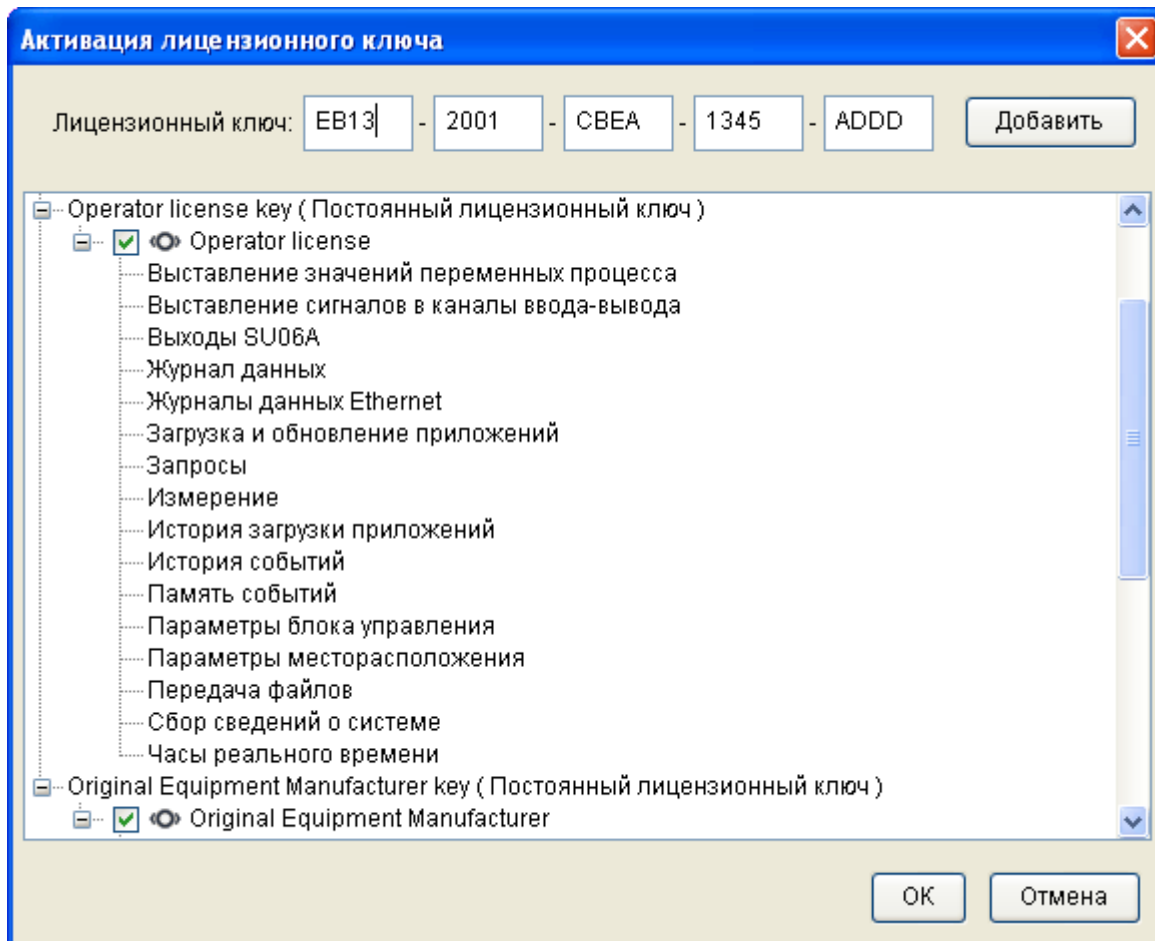 Активация лицензионного ключа
Лицензионный ключ: EB13 - 2001 - CBEA - 1345 - ADDD Добавить
Operator license key ( Постоянный лицензионный ключ )
Operator license
Выставление значений переменных процесса
Выставление сигналов в каналы ввода-вывода
Выходы SU06A
Журнал данных
Журналы данных Ethernet
Загрузка и обновление приложений
Запросы
Измерение
История загрузки приложений
История событий
Память событий
Параметры блока управления
Параметры месторасположения
Передача файлов
Сбор сведений о системе
Часы реального времени
Original Equipment Manufacturer key ( Постоянный лицензионный ключ )
Original Equipment Manufacturer
OK Отмена